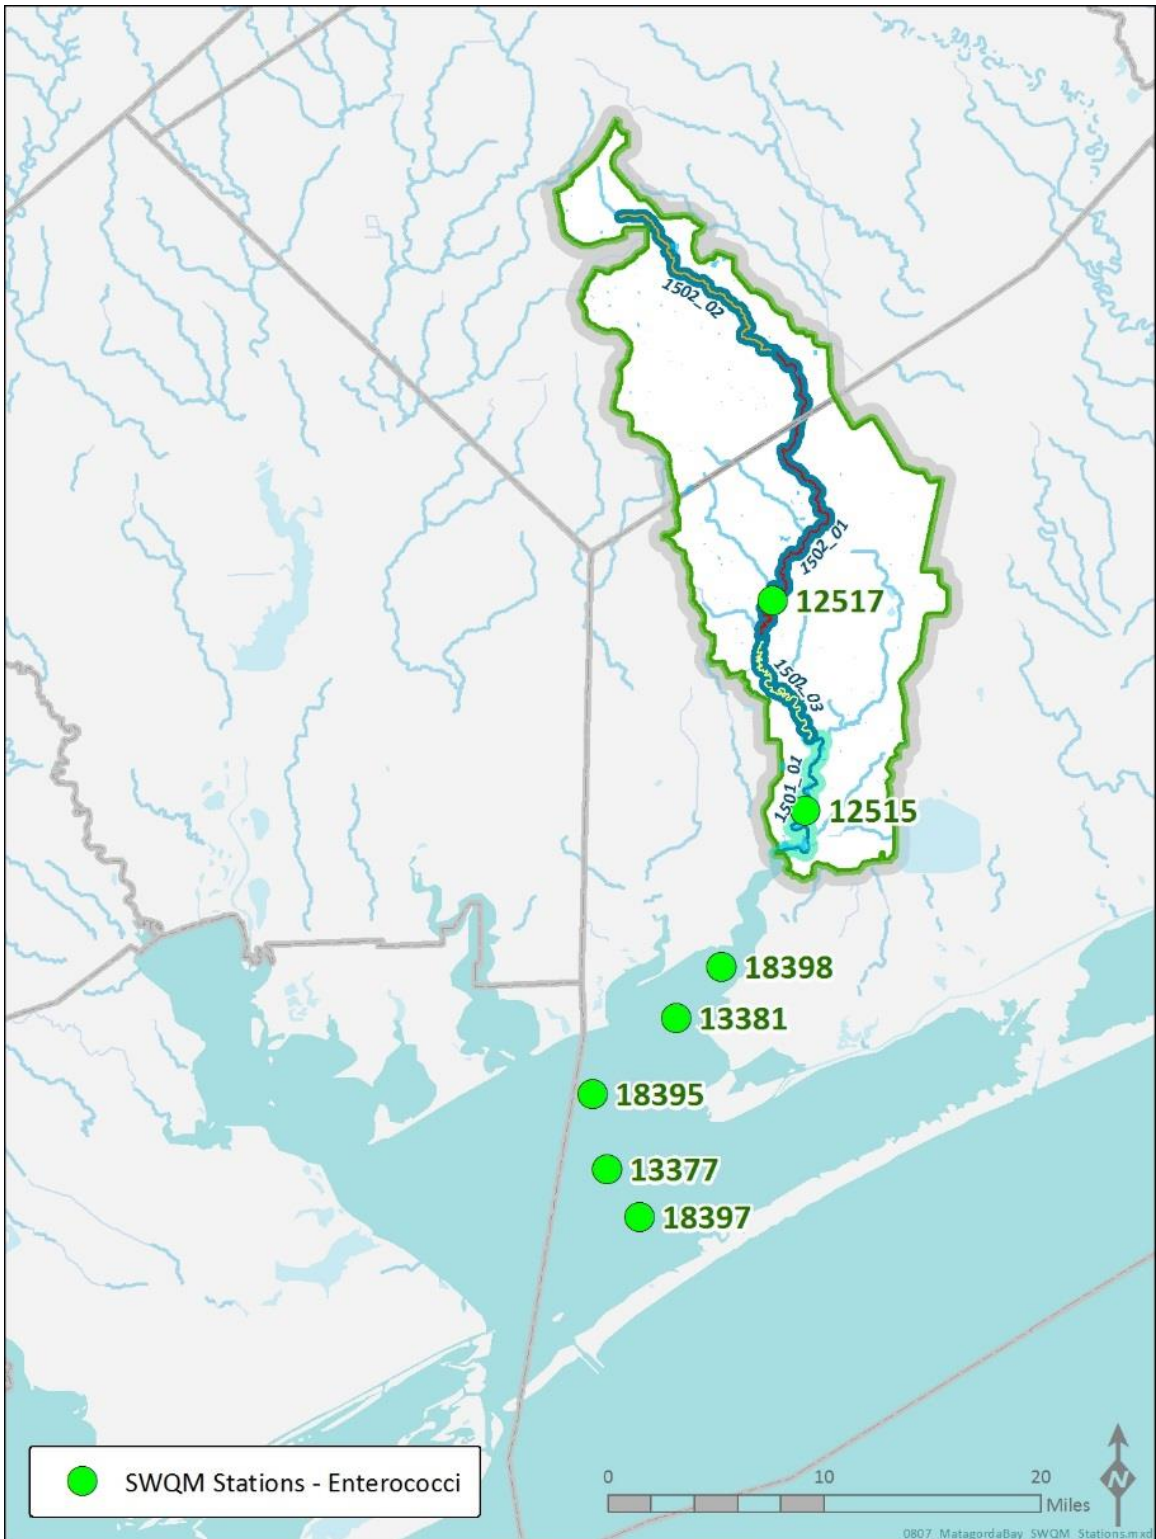 1502_02
1502_01
12517
1502_03
1501_01
12515
18398
13381
18395
13377
18397
SWQM Stations - Enterococci
0 10 20
Miles
N
0807_MatagordaBay_SWQM_Stations.mxd